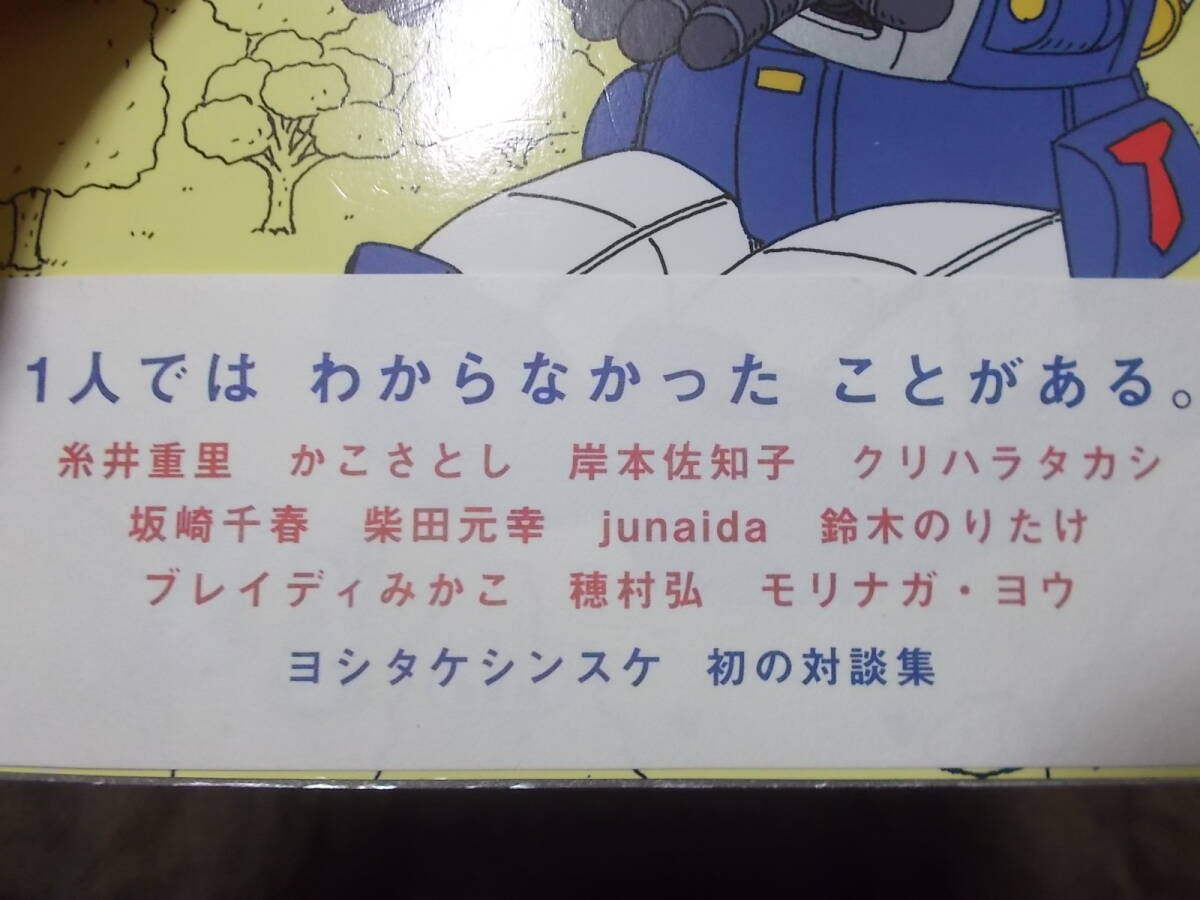 1人では わからなかった ことがある。
糸井重里 かこさとし 岸本佐知子 クリハラタカシ
坂崎千春 柴田元幸 junaida 鈴木のりたけ
ブレイディみかこ 穂村弘 モリナガ・ヨウ
ヨシタケシンスケ 初の対談集